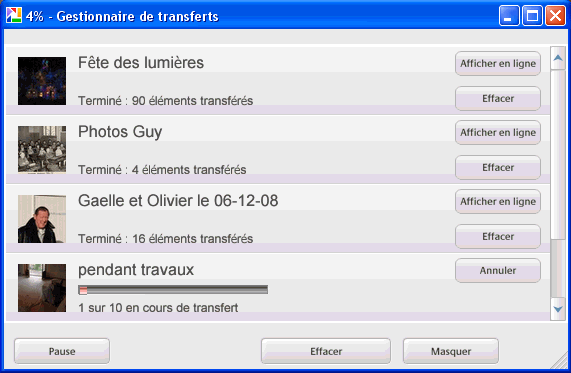 4% - Gestionnaire de transferts
Fête des lumières
Afficher en ligne
Terminé : 90 éléments transférés
Effacer
Photos Guy
Afficher en ligne
Terminé : 4 éléments transférés
Effacer
Gaelle et Olivier le 06-12-08
Afficher en ligne
Terminé : 16 éléments transférés
Effacer
pendant travaux
Annuler
1 sur 10 en cours de transfert
Pause
Effacer
Masquer